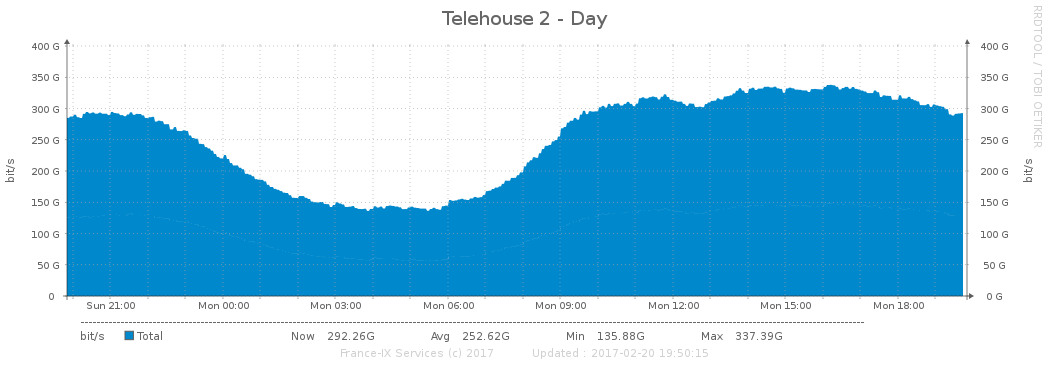 Telehouse 2 - Day
RRDTOOL / TOBI OETIKER
400 G 400 G
350 G 350 G
300 G 300 G
250 G 250 G
200 G 200 G
150 G 150 G
100 G 100 G
50 G 50 G
0 0 G
bit/s bit/s
Sun 21:00 Mon 00:00 Mon 03:00 Mon 06:00 Mon 09:00 Mon 12:00 Mon 15:00 Mon 18:00
bit/s Total Now 292.26G Avg 252.62G Min 135.88G Max 337.39G
France-IX Services (c) 2017 Updated : 2017-02-20 19:50:15